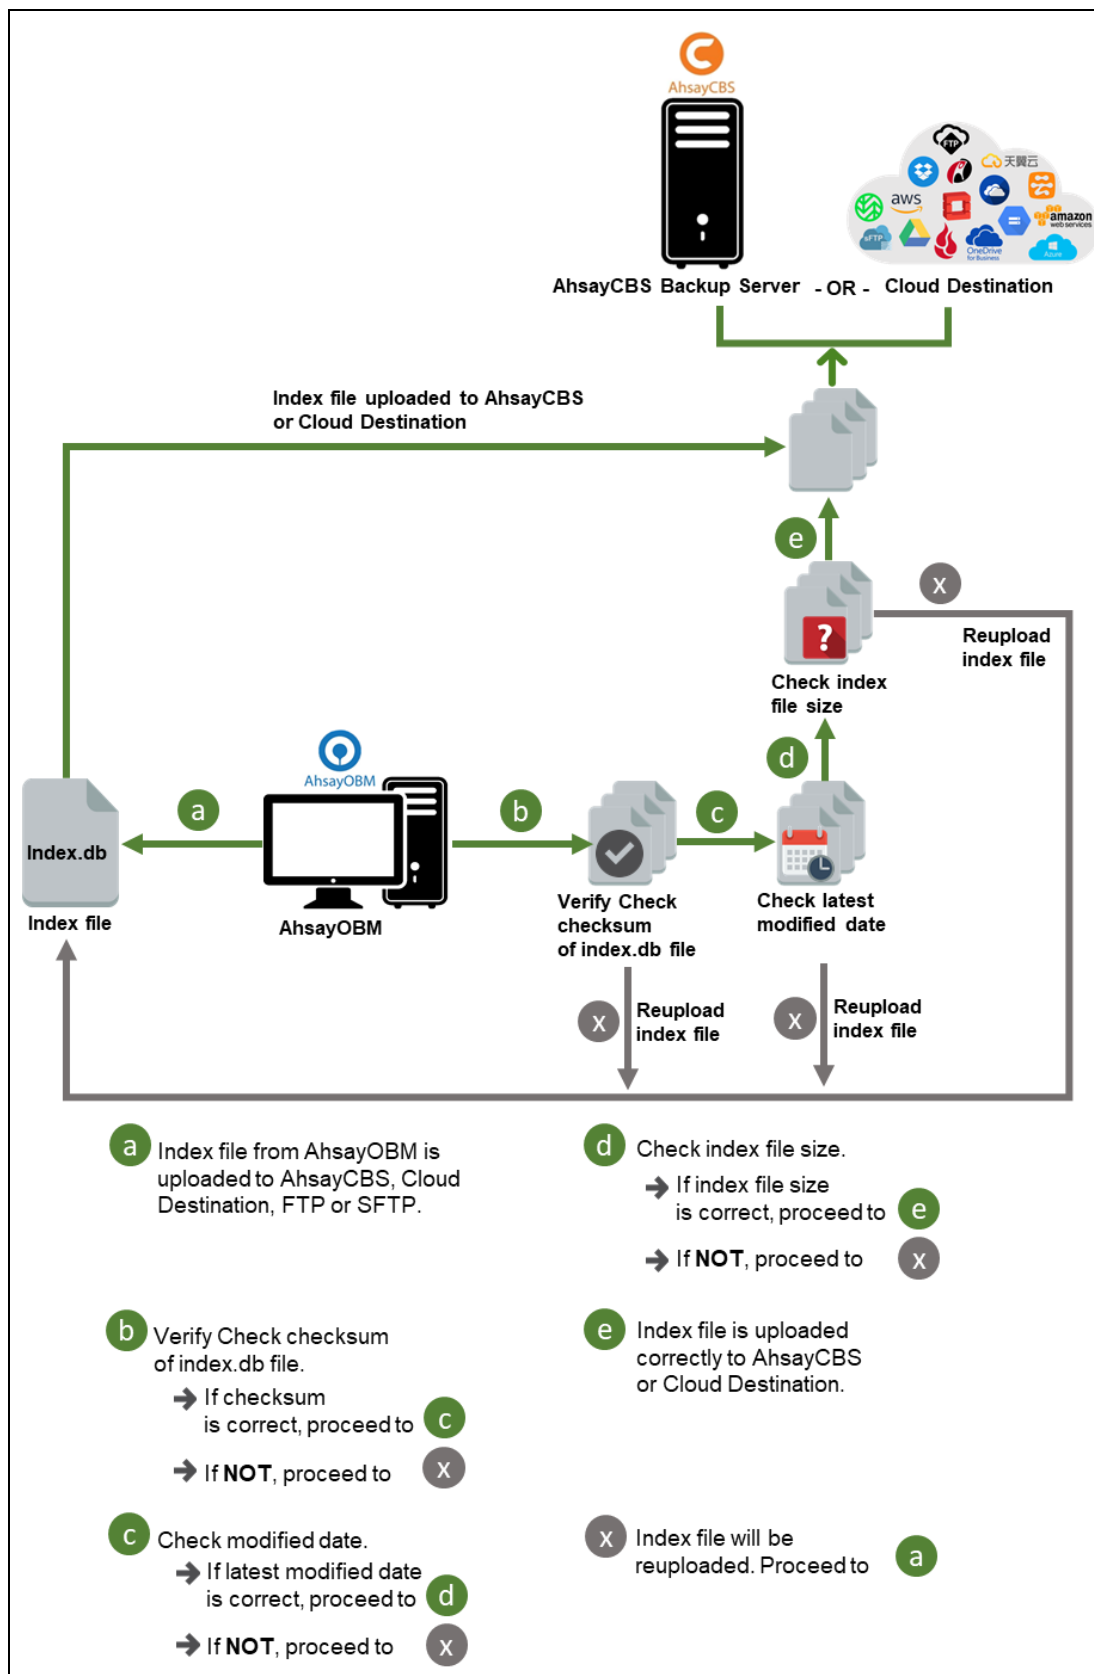 AhsayCBS
FTP
天翼云
aws
amazon
web services
sFTP
OneDrive
for Business
Azure
AhsayCBS Backup Server
- OR -
Cloud Destination
Index file uploaded to AhsayCBS
or Cloud Destination
e
x
?
Reupload
index file
Check index
file size
AhsayOBM
d
a
b
c
Index.db
Index file
AhsayOBM
Verify Check
checksum
of index.db file
Check latest
modified date
x
Reupload
index file
x
Reupload
index file
a
Index file from AhsayOBM is
uploaded to AhsayCBS, Cloud
Destination, FTP or SFTP.
b
Verify Check checksum
of index.db file.
If checksum
is correct, proceed to c
If NOT, proceed to x
c
Check modified date.
If latest modified date
is correct, proceed to d
If NOT, proceed to x
d
Check index file size.
If index file size
is correct, proceed to e
If NOT, proceed to x
e
Index file is uploaded
correctly to AhsayCBS
or Cloud Destination.
x
Index file will be
reuploaded. Proceed to a